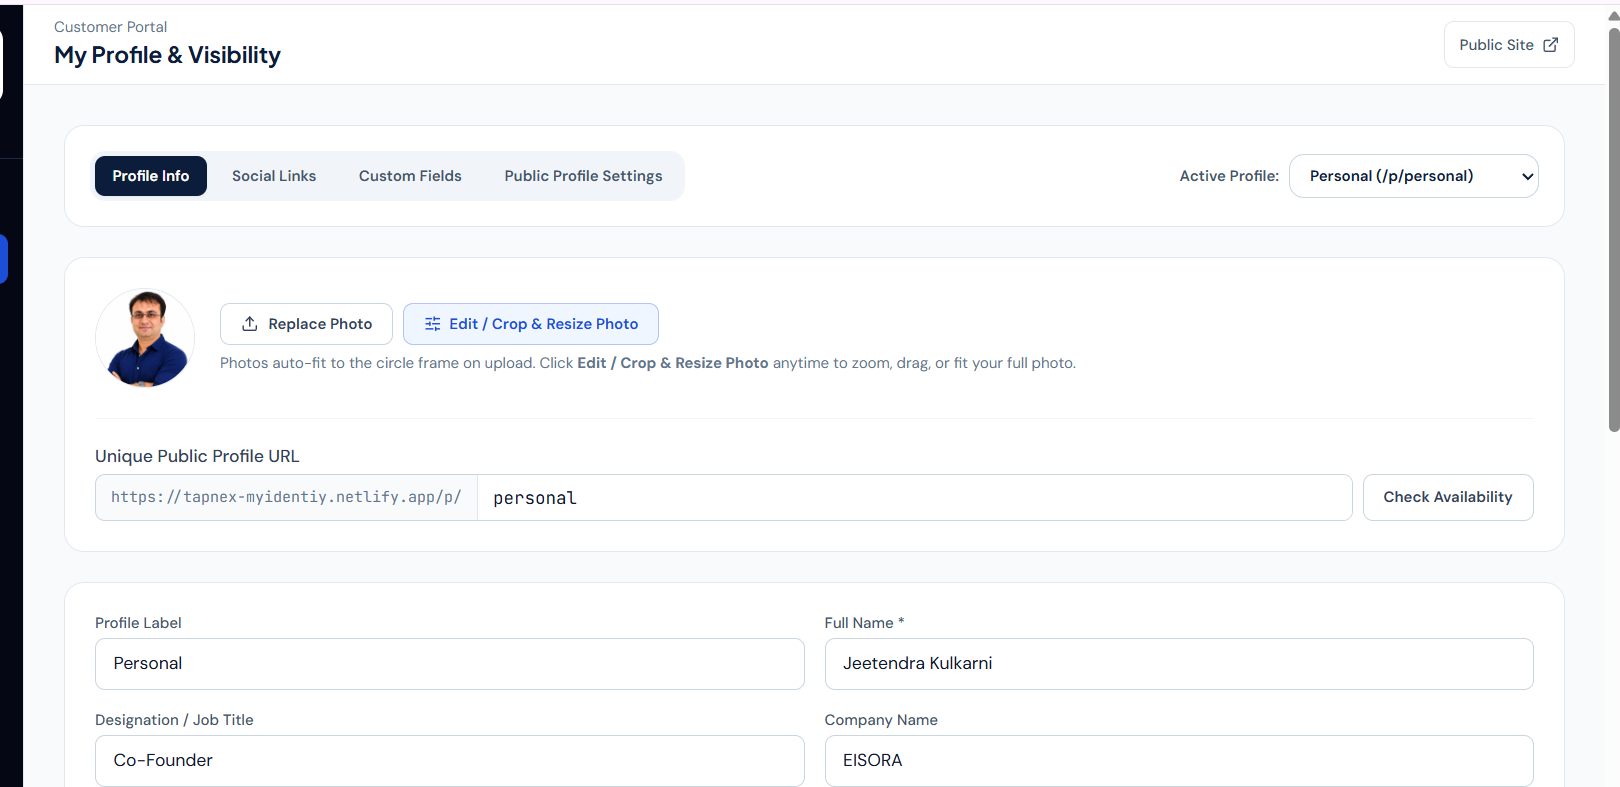 Customer Portal
My Profile & Visibility
Public Site
Profile Info
Social Links
Custom Fields
Public Profile Settings
Active Profile:
Personal (/p/personal)
Replace Photo
Edit / Crop & Resize Photo
Photos auto-fit to the circle frame on upload. Click Edit / Crop & Resize Photo anytime to zoom, drag, or fit your full photo.
Unique Public Profile URL
https://tapnex-myidentiy.netlify.app/p/
personal
Check Availability
Profile Label
Full Name *
Personal
Jeetendra Kulkarni
Designation / Job Title
Company Name
Co-Founder
EISORA